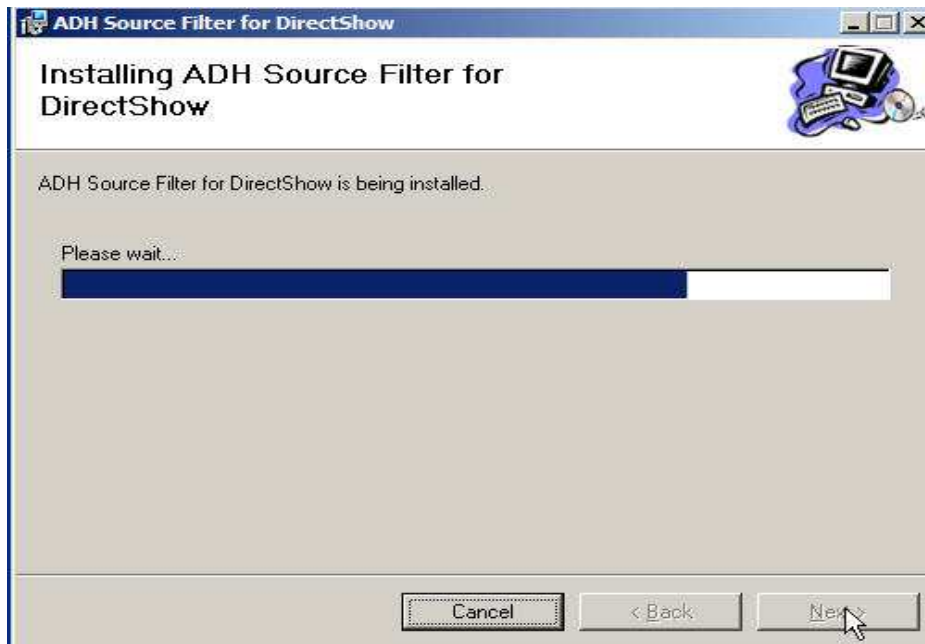 ADH Source Filter for DirectShow
Installing ADH Source Filter for
DirectShow
ADH Source Filter for DirectShow is being installed.
Please wait...
Cancel
< Back
Next >